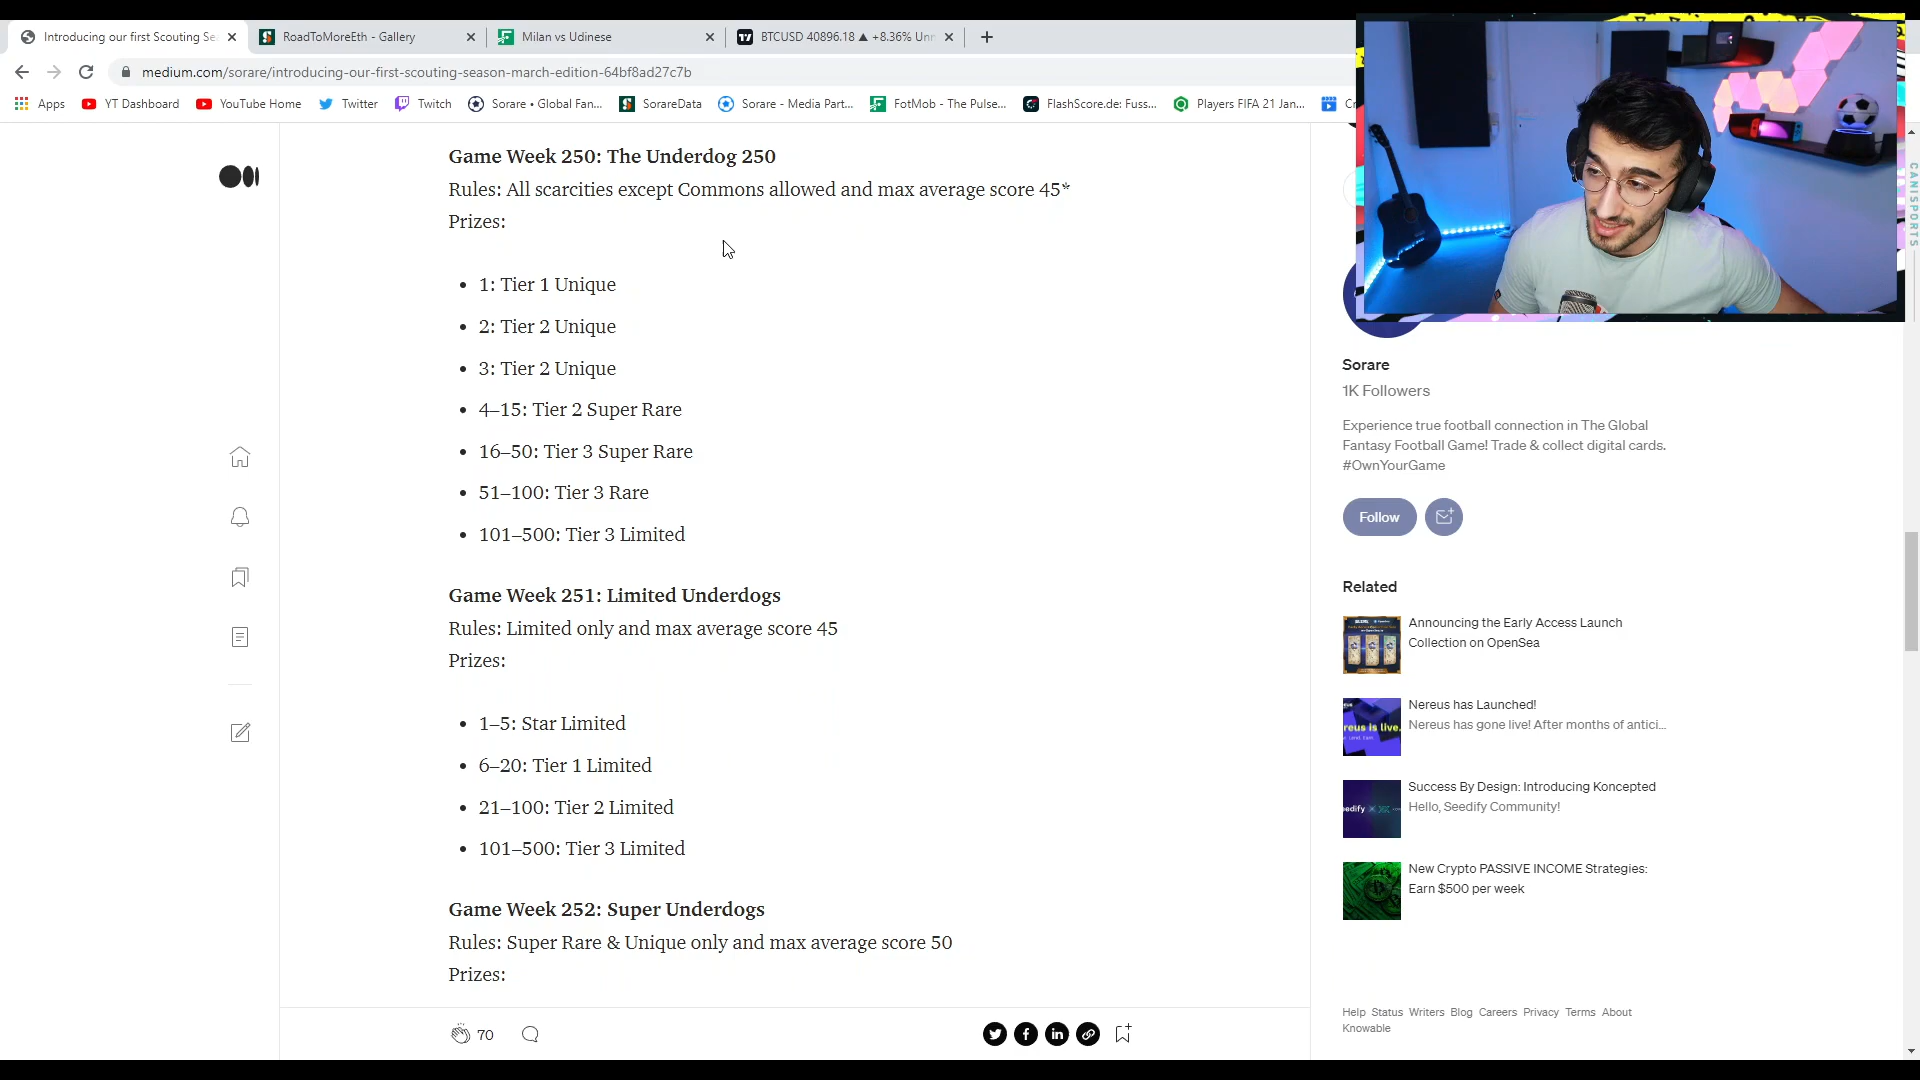 Introducing our first Scouting Se
RoadToMoreEth - Gallery
Milan vs Udinese
BTCUSD 40896.18 ▲ +8.36% Unn
medium.com/sorare/introducing-our-first-scouting-season-march-edition-64bf8ad27c7b
Apps
YT Dashboard
YouTube Home
Twitter
Twitch
Sorare • Global Fan...
SorareData
Sorare - Media Part...
FotMob - The Pulse...
FlashScore.de: Fuss...
Players FIFA 21 Jan...
Game Week 250: The Underdog 250
Rules: All scarcities except Commons allowed and max average score 45*
Prizes:
• 1: Tier 1 Unique
• 2: Tier 2 Unique
• 3: Tier 2 Unique
• 4–15: Tier 2 Super Rare
• 16–50: Tier 3 Super Rare
• 51–100: Tier 3 Rare
• 101–500: Tier 3 Limited
Game Week 251: Limited Underdogs
Rules: Limited only and max average score 45
Prizes:
• 1–5: Star Limited
• 6–20: Tier 1 Limited
• 21–100: Tier 2 Limited
• 101–500: Tier 3 Limited
Game Week 252: Super Underdogs
Rules: Super Rare & Unique only and max average score 50
Prizes:
70
CANISPORTS
Sorare
1K Followers
Experience true football connection in The Global
Fantasy Football Game! Trade & collect digital cards.
#OwnYourGame
Follow
Related
Announcing the Early Access Launch
Collection on OpenSea
Nereus has Launched!
Nereus has gone live! After months of antici...
reus is live.
Success By Design: Introducing Koncepted
Hello, Seedify Community!
edify
New Crypto PASSIVE INCOME Strategies:
Earn $500 per week
Help Status Writers Blog Careers Privacy Terms About
Knowable